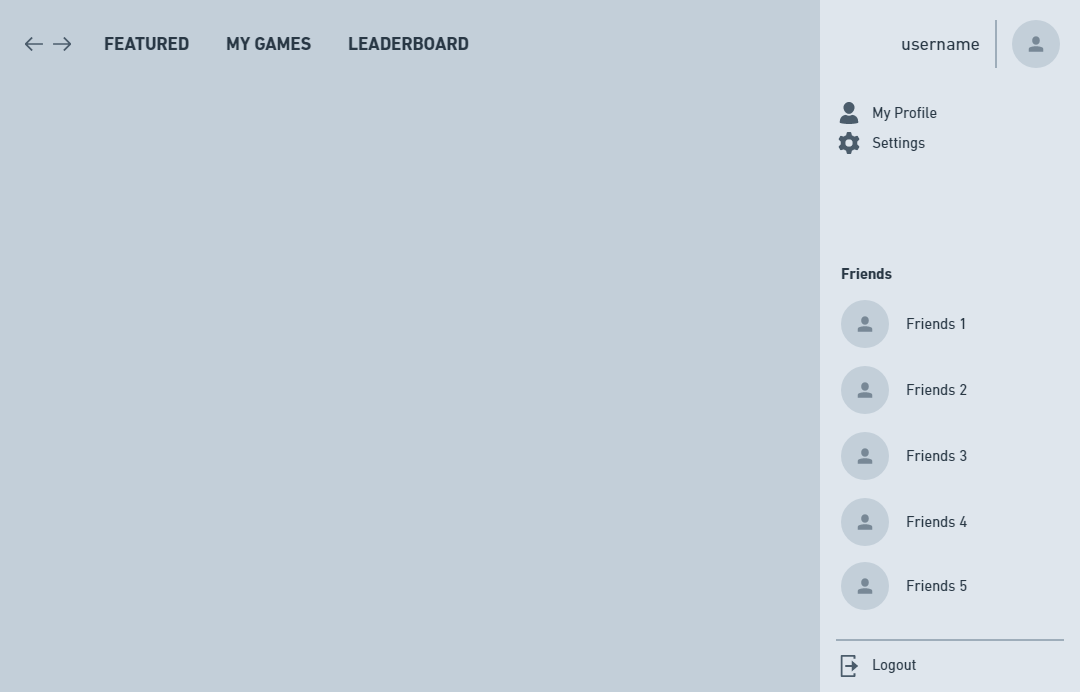 FEATURED MY GAMES LEADERBOARD
username
My Profile
Settings
Friends
Friends 1
Friends 2
Friends 3
Friends 4
Friends 5
Logout